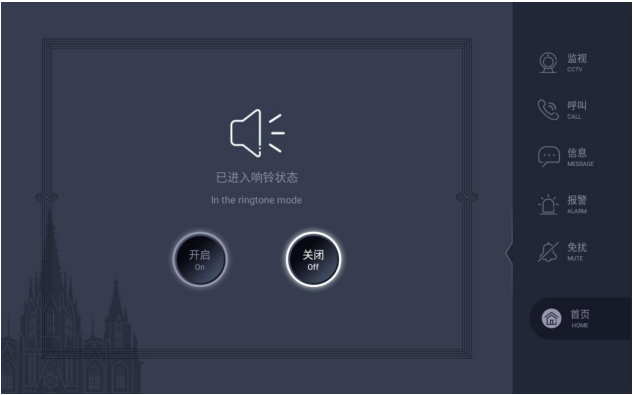 已进入响铃状态
In the ringtone mode
开启
On
关闭
Off
监视
CCTV
呼叫
CALL
信息
MESSAGE
报警
ALARM
免扰
MUTE
首页
HOME